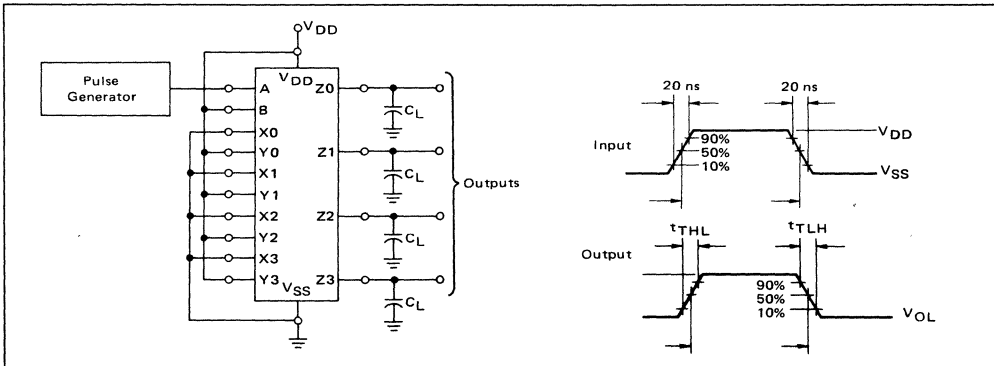 VDD
Pulse
Generator
VDD
A
B
X0
Y0
X1
Y1
X2
Y2
X3
Y3
VSS
Z0
Z1
Z2
Z3
CL
CL
CL
CL
Outputs
20 ns
20 ns
Input
90%
50%
10%
VDD
VSS
tTHL
tTLH
Output
90%
50%
10%
VOL